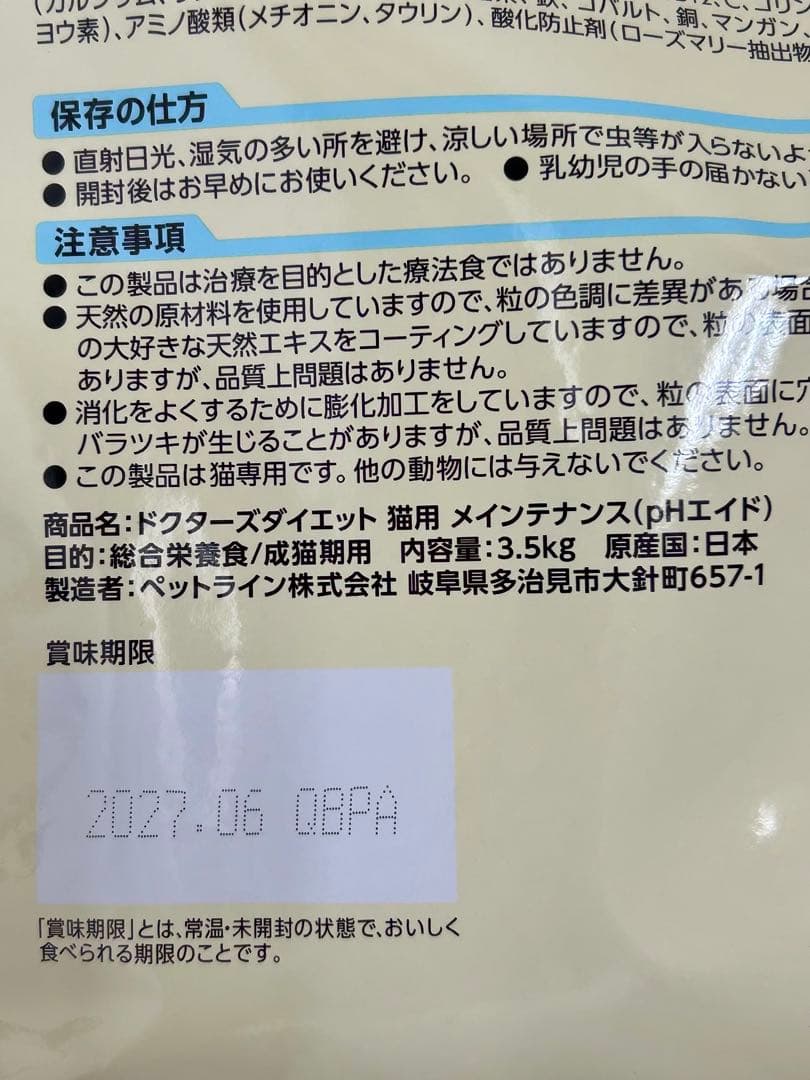 ヨウ素)、アミノ酸類(メチオニン、タウリン)、酸化防止剤(ローズマリー抽出物
保存の仕方
● 直射日光、湿気の多い所を避け、涼しい場所で虫等が入らないよ
● 開封後はお早めにお使いください。 ● 乳幼児の手の届かない
注意事項
● この製品は治療を目的とした療法食ではありません。
● 天然の原材料を使用していますので、粒の色調に差異がある場合
の大好きな天然エキスをコーティングしていますので、粒の表面
ありますが、品質上問題はありません。
● 消化をよくするために膨化加工をしていますので、粒の表面に穴
バラツキが生じることがありますが、品質上問題はありません。
● この製品は猫専用です。他の動物には与えないでください。
商品名:ドクターズダイエット 猫用 メインテナンス(pHエイド)
目的:総合栄養食/成猫期用 内容量:3.5kg 原産国:日本
製造者:ペットライン株式会社 岐阜県多治見市大針町657-1
賞味期限
2027.06 QBPA
「賞味期限」とは、常温・未開封の状態で、おいしく
食べられる期限のことです。